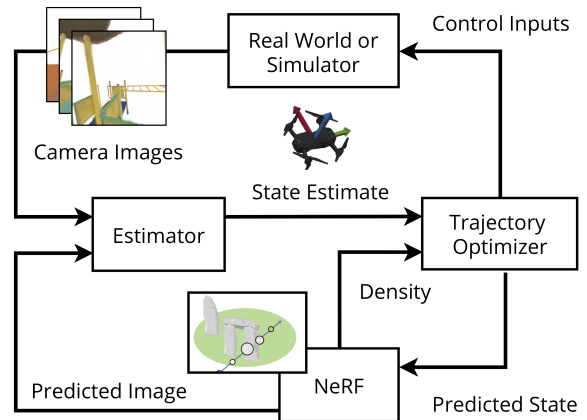 Control Inputs
Real World or
Simulator
Camera Images
State Estimate
Estimator
Trajectory
Optimizer
Density
NeRF
Predicted Image
Predicted State